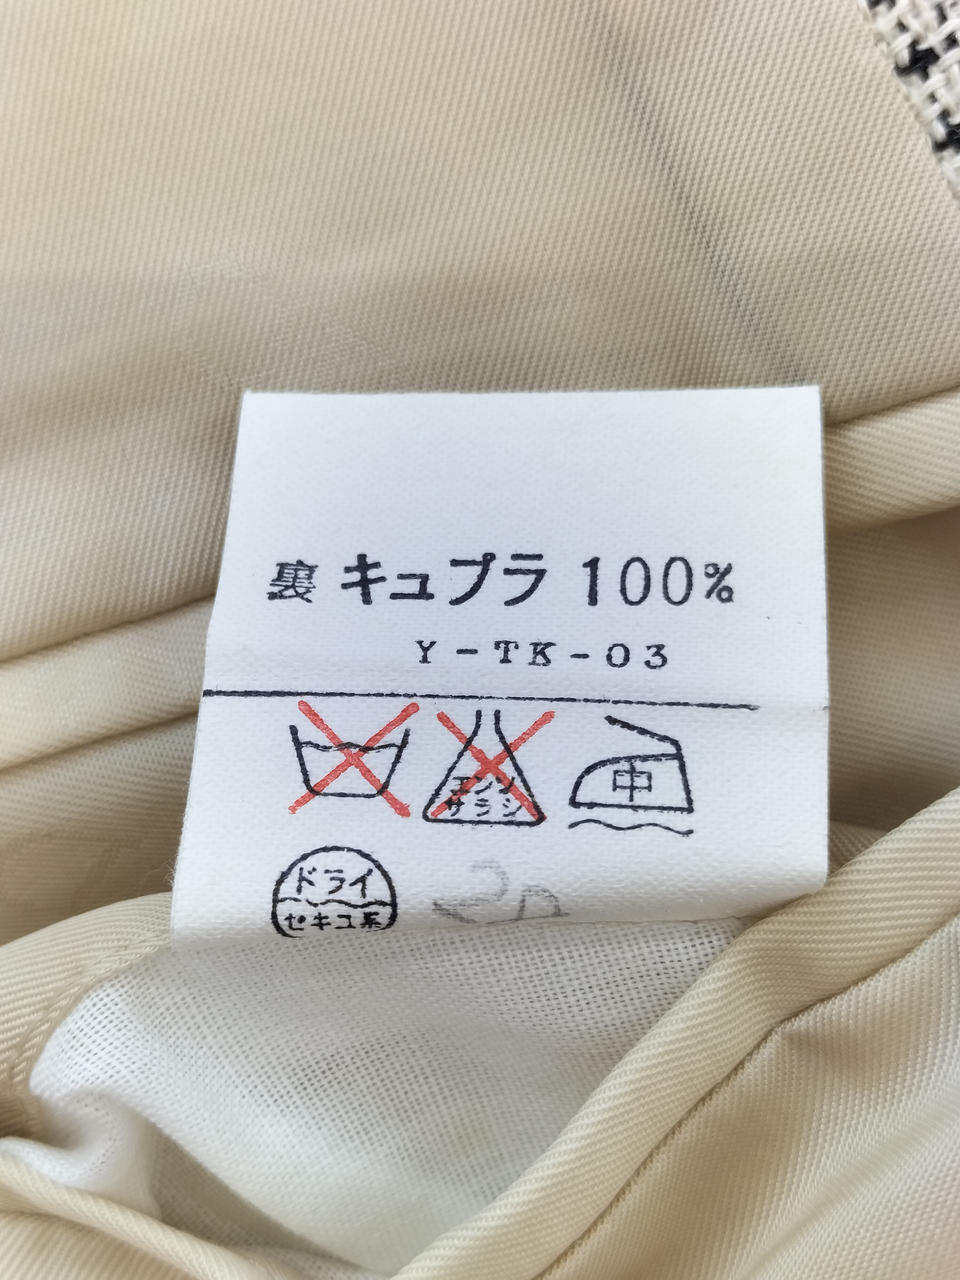 裏 キュプラ 100%
Y-TK-03
エンソ
サラシ
中
ドライ
セキユ系